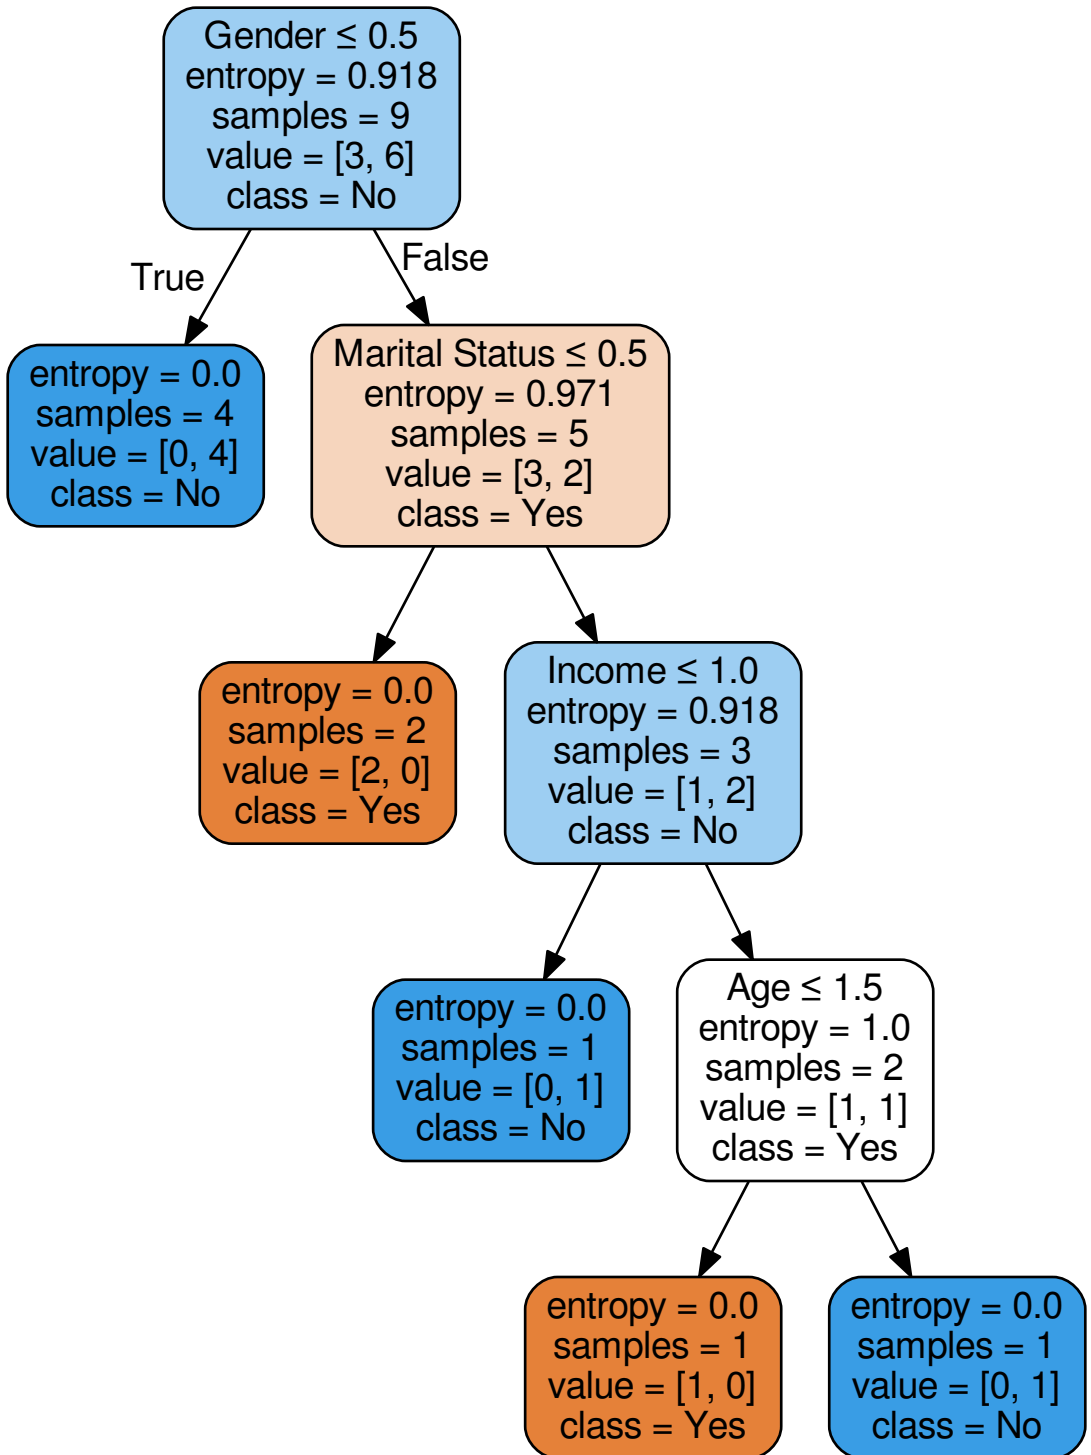 Gender ≤ 0.5
entropy = 0.918
samples = 9
value = [3, 6]
class = No
True
False
entropy = 0.0
samples = 4
value = [0, 4]
class = No
Marital Status ≤ 0.5
entropy = 0.971
samples = 5
value = [3, 2]
class = Yes
entropy = 0.0
samples = 2
value = [2, 0]
class = Yes
Income ≤ 1.0
entropy = 0.918
samples = 3
value = [1, 2]
class = No
entropy = 0.0
samples = 1
value = [0, 1]
class = No
Age ≤ 1.5
entropy = 1.0
samples = 2
value = [1, 1]
class = Yes
entropy = 0.0
samples = 1
value = [1, 0]
class = Yes
entropy = 0.0
samples = 1
value = [0, 1]
class = No